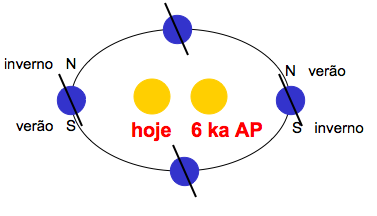 inverno N
N verão
verão S
S inverno
hoje 6 ka AP